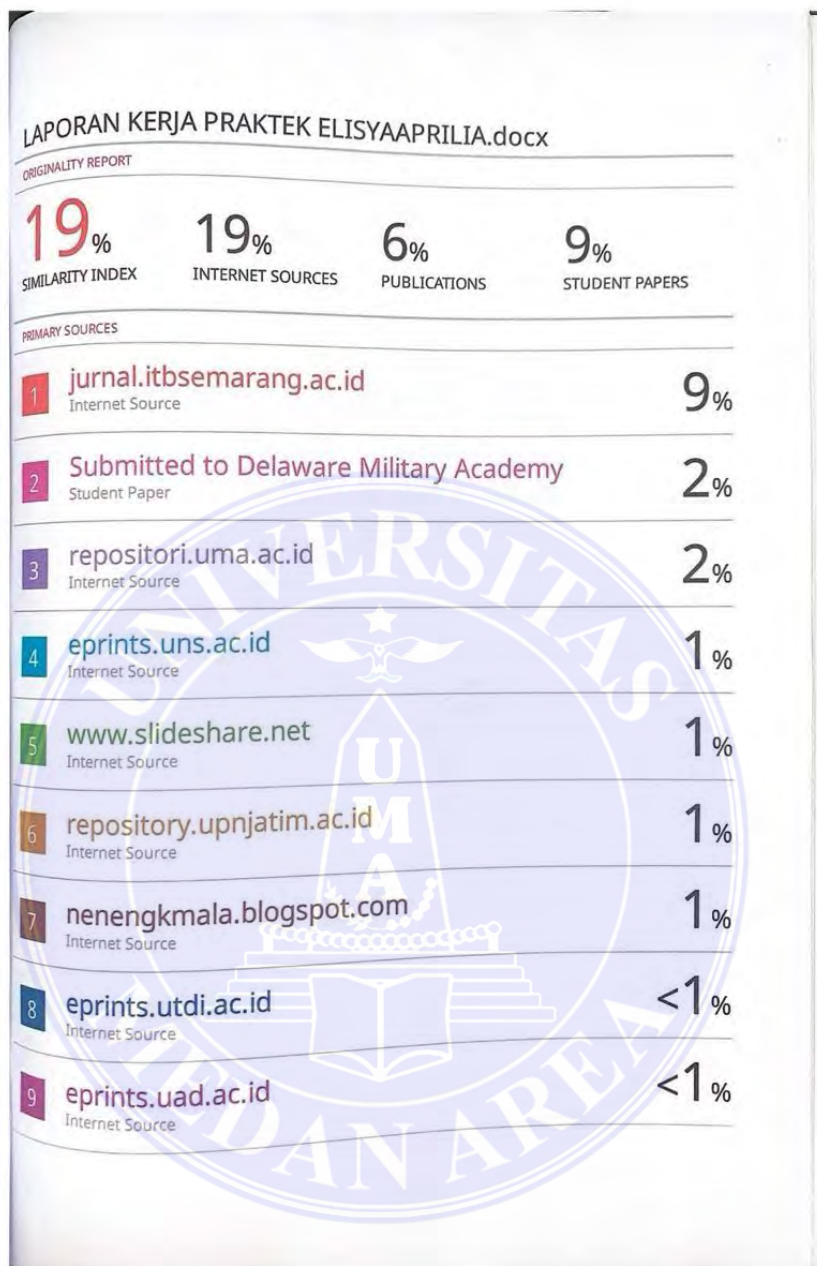 LAPORAN KERJA PRAKTEK ELISYAAPRILIA.docx
ORIGINALITY REPORT
19% 19% 6% 9%
SIMILARITY INDEX INTERNET SOURCES PUBLICATIONS STUDENT PAPERS
PRIMARY SOURCES
1 jurnal.itbsemarang.ac.id 9%
Internet Source
2 Submitted to Delaware Military Academy 2%
Student Paper
3 repositori.uma.ac.id 2%
Internet Source
4 eprints.uns.ac.id 1%
Internet Source
5 www.slideshare.net 1%
Internet Source
6 repository.upnjatim.ac.id 1%
Internet Source
7 nenengkmala.blogspot.com 1%
Internet Source
8 eprints.utdi.ac.id <1%
Internet Source
9 eprints.uad.ac.id <1%
Internet Source
UNIVERSITAS
UMA
MEDAN AREA